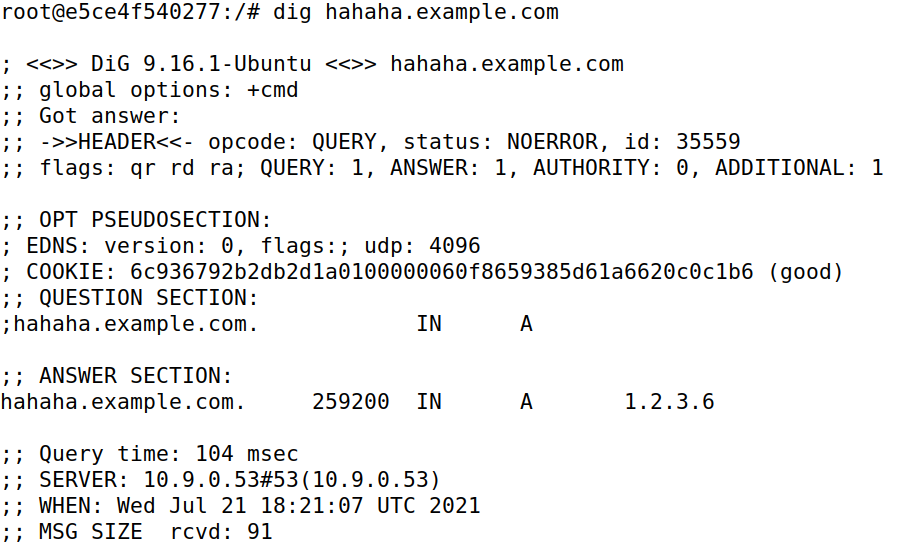 root@e5ce4f540277:/# dig hahaha.example.com
; <<>> DiG 9.16.1-Ubuntu <<>> hahaha.example.com
;; global options: +cmd
;; Got answer:
;; ->>HEADER<<- opcode: QUERY, status: NOERROR, id: 35559
;; flags: qr rd ra; QUERY: 1, ANSWER: 1, AUTHORITY: 0, ADDITIONAL: 1
;; OPT PSEUDOSECTION:
; EDNS: version: 0, flags:; udp: 4096
; COOKIE: 6c936792b2db2d1a0100000060f8659385d61a6620c0c1b6 (good)
;; QUESTION SECTION:
;hahaha.example.com. IN A
;; ANSWER SECTION:
hahaha.example.com. 259200 IN A 1.2.3.6
;; Query time: 104 msec
;; SERVER: 10.9.0.53#53(10.9.0.53)
;; WHEN: Wed Jul 21 18:21:07 UTC 2021
;; MSG SIZE  rcvd: 91